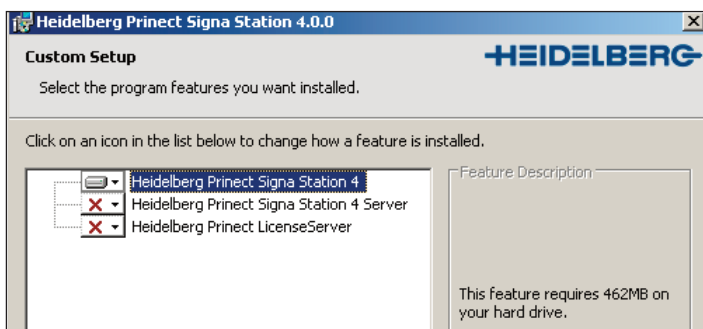 Heidelberg Prinect Signa Station 4.0.0
Custom Setup
HEIDELBERG
Select the program features you want installed.
Click on an icon in the list below to change how a feature is installed.
Heidelberg Prinect Signa Station 4
Heidelberg Prinect Signa Station 4 Server
Heidelberg Prinect LicenseServer
Feature Description
This feature requires 462MB on
your hard drive.